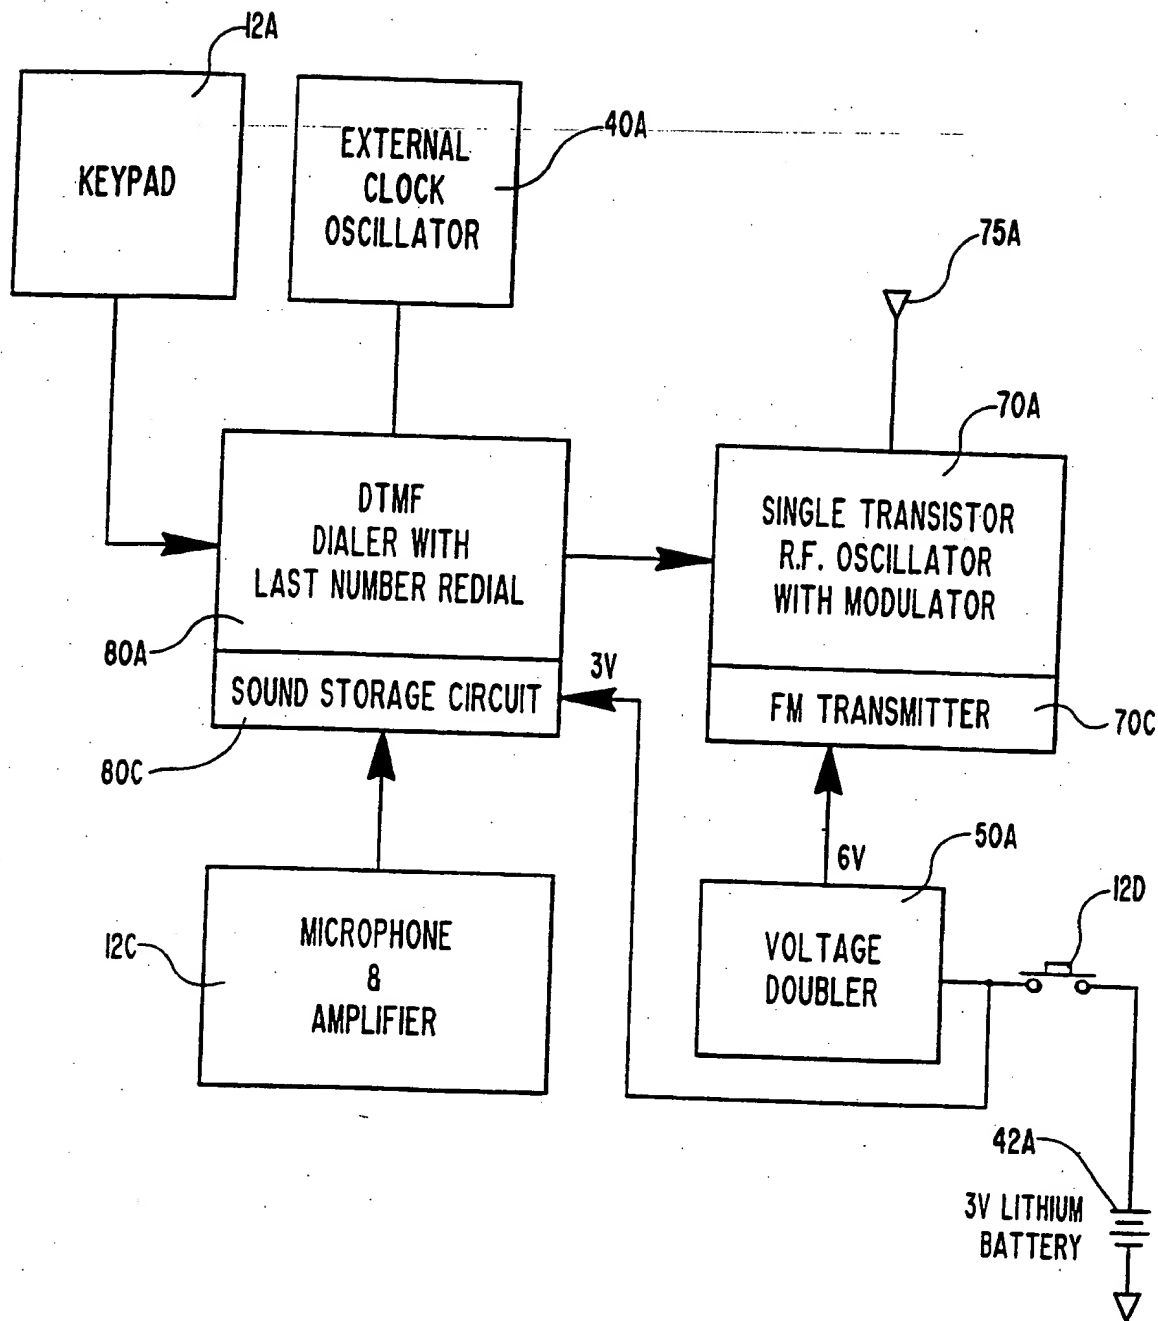 12A
KEYPAD
EXTERNAL
CLOCK
OSCILLATOR
40A
75A
70A
DTMF
DIALER WITH
LAST NUMBER REDIAL
80A
SINGLE TRANSISTOR
R.F. OSCILLATOR
WITH MODULATOR
3V
SOUND STORAGE CIRCUIT
80C
FM TRANSMITTER
70C
6V
50A
12D
12C
MICROPHONE
&
AMPLIFIER
VOLTAGE
DOUBLER
42A
3V LITHIUM
BATTERY